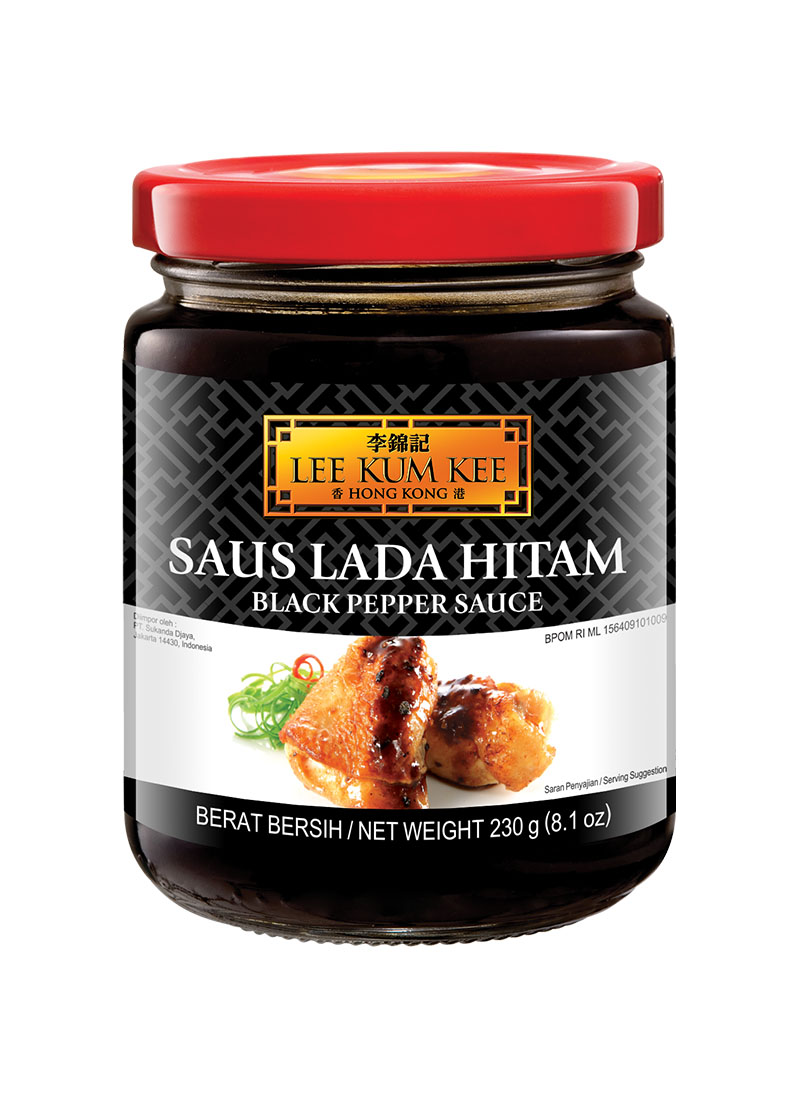 李錦記
LEE KUM KEE
香 HONG KONG 港
SAUS LADA HITAM
BLACK PEPPER SAUCE
Diimpor oleh :
PT. Sukanda Djaya,
Jakarta 14430, Indonesia
BPOM RI ML 156409101009
Saran Penyajian / Serving Suggestion
BERAT BERSIH / NET WEIGHT 230 g (8.1 oz)